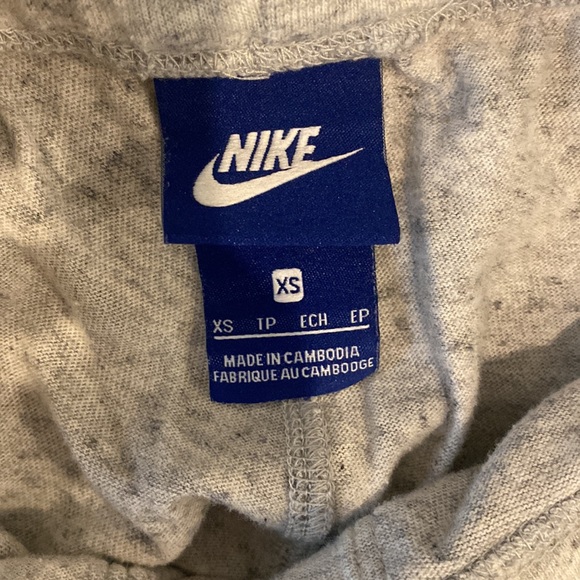 NIKE
XS
XS TP ECH EP
MADE IN CAMBODIA
FABRIQUE AU CAMBODGE